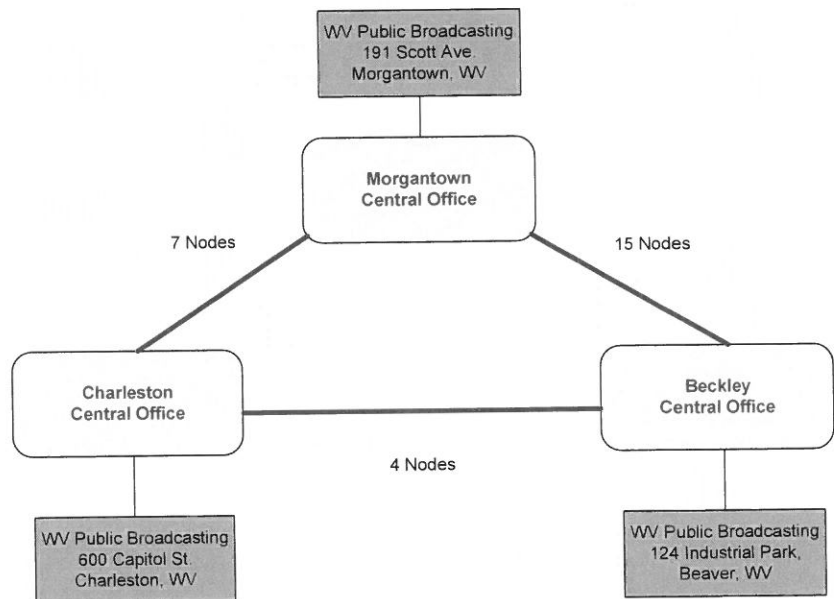 WV Public Broadcasting
191 Scott Ave.
Morgantown, WV
Morgantown
Central Office
7 Nodes
15 Nodes
Charleston
Central Office
Beckley
Central Office
4 Nodes
WV Public Broadcasting
600 Capitol St.
Charleston, WV
WV Public Broadcasting
124 Industrial Park,
Beaver, WV